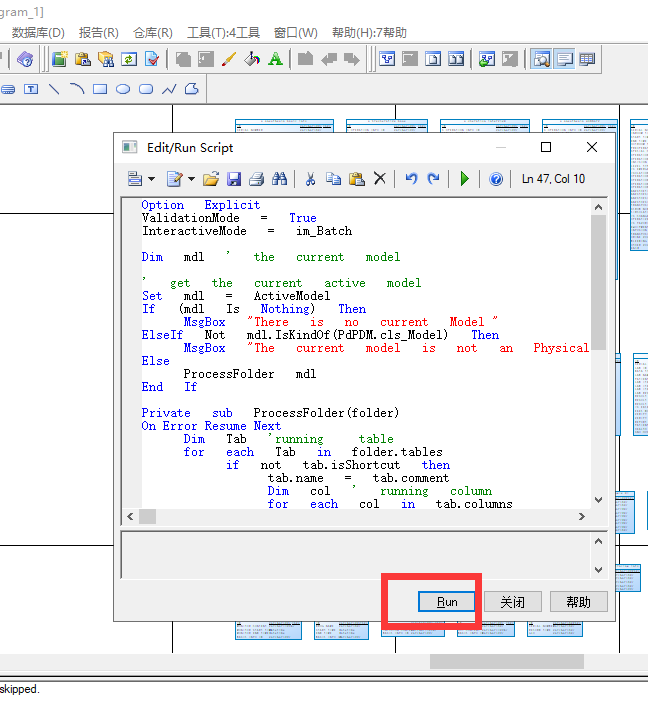 gram_1]
数据库(D) 报告(R) 仓库(R) 工具(T):4工具 窗口(W) 帮助(H):7帮助
Edit/Run Script
Ln 47, Col 10
Option Explicit
ValidationMode = True
InteractiveMode = im_Batch
Dim mdl ' the current model
' get the current active model
Set mdl = ActiveModel
If (mdl Is Nothing) Then
MsgBox "There is no current Model "
ElseIf Not mdl.IsKindOf(PdPDM.cls_Model) Then
MsgBox "The current model is not an Physical
Else
ProcessFolder mdl
End If
Private sub ProcessFolder(folder)
On Error Resume Next
Dim Tab 'running table
for each Tab in folder.tables
if not tab.isShortcut then
tab.name = tab.comment
Dim col ' running column
for each col in tab.columns
Run 关闭 帮助
skipped.